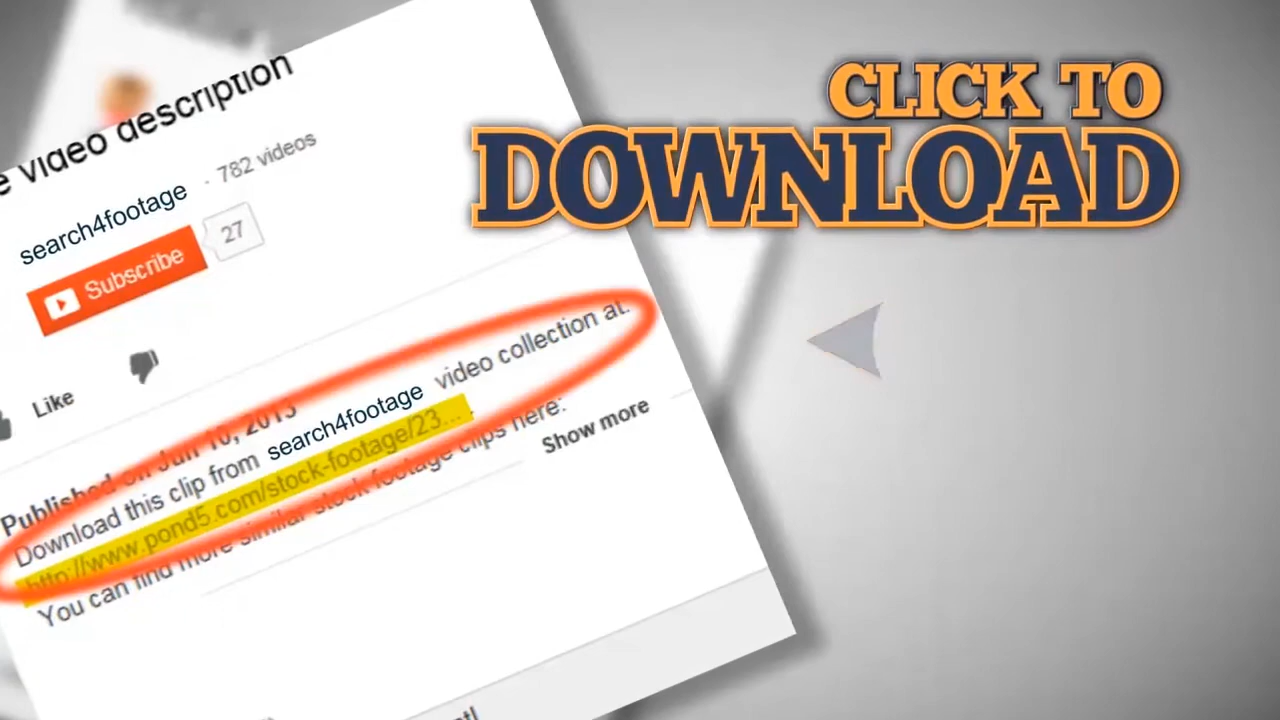 CLICK TO
DOWNLOAD
video description
search4footage · 782 videos
Subscribe 27
Like
Published on Jun 10, 2013
Download this clip from search4footage video collection at:
http://www.pond5.com/stock-footage/23...
You can find more similar stock footage clips here:
Show more